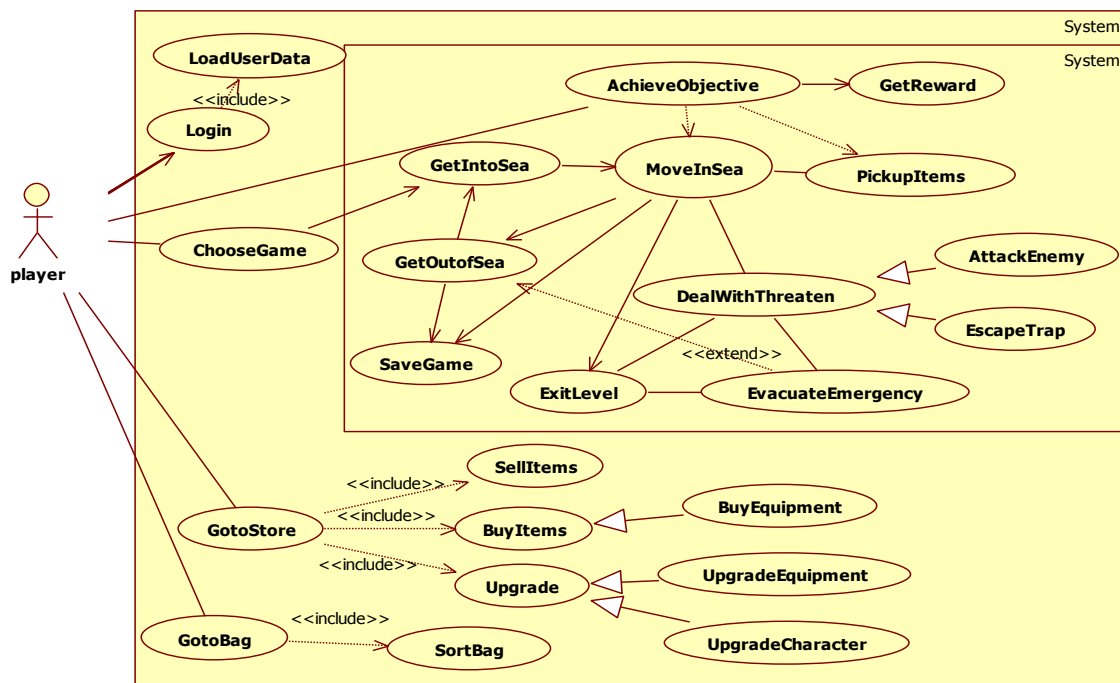 System
System
LoadUserData
<<include>>
Login
AchieveObjective
GetReward
GetIntoSea
MoveInSea
PickupItems
player
ChooseGame
GetOutofSea
AttackEnemy
DealWithThreaten
EscapeTrap
<<extend>>
SaveGame
ExitLevel
EvacuateEmergency
SellItems
<<include>>
<<include>>
GotoStore
BuyItems
BuyEquipment
<<include>>
Upgrade
UpgradeEquipment
<<include>>
GotoBag
SortBag
UpgradeCharacter